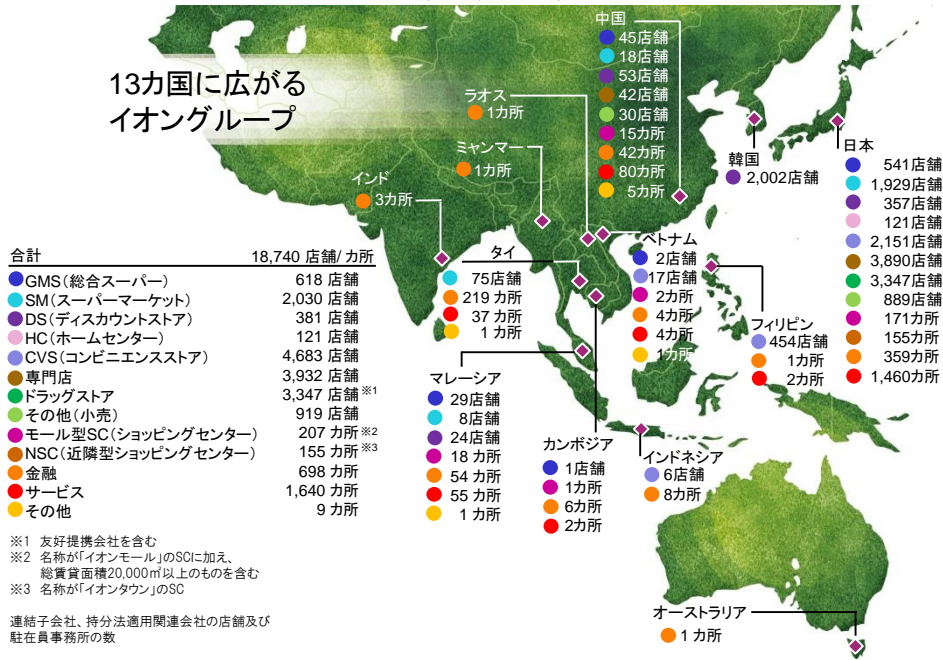 13カ国に広がる
イオングループ
中国
45店舗
18店舗
53店舗
42店舗
30店舗
15カ所
42カ所
80カ所
5カ所
ラオス
1カ所
ミャンマー
1カ所
インド
3カ所
韓国
2,002店舗
日本
541店舗
1,929店舗
357店舗
121店舗
2,151店舗
3,890店舗
3,347店舗
889店舗
171カ所
155カ所
359カ所
1,460カ所
タイ
75店舗
219 カ所
37 カ所
1 カ所
ベトナム
2店舗
17店舗
2カ所
4カ所
4カ所
1カ所
フィリピン
454店舗
1カ所
2カ所
マレーシア
29店舗
8店舗
24店舗
18 カ所
54 カ所
55 カ所
1 カ所
カンボジア
1店舗
1カ所
6カ所
2カ所
インドネシア
6店舗
8カ所
オーストラリア
1 カ所
合計 18,740 店舗/カ所
GMS(総合スーパー) 618 店舗
SM(スーパーマーケット) 2,030 店舗
DS(ディスカウントストア) 381 店舗
HC(ホームセンター) 121 店舗
CVS(コンビニエンスストア) 4,683 店舗
専門店 3,932 店舗
ドラッグストア 3,347 店舗※1
その他(小売) 919 店舗
モール型SC(ショッピングセンター) 207 カ所※2
NSC(近隣型ショッピングセンター) 155 カ所※3
金融 698 カ所
サービス 1,640 カ所
その他 9 カ所
※1 友好提携会社を含む
※2 名称が「イオンモール」のSCに加え、
総賃貸面積20,000㎡以上のものを含む
※3 名称が「イオンタウン」のSC
連結子会社、持分法適用関連会社の店舗及び
駐在員事務所の数